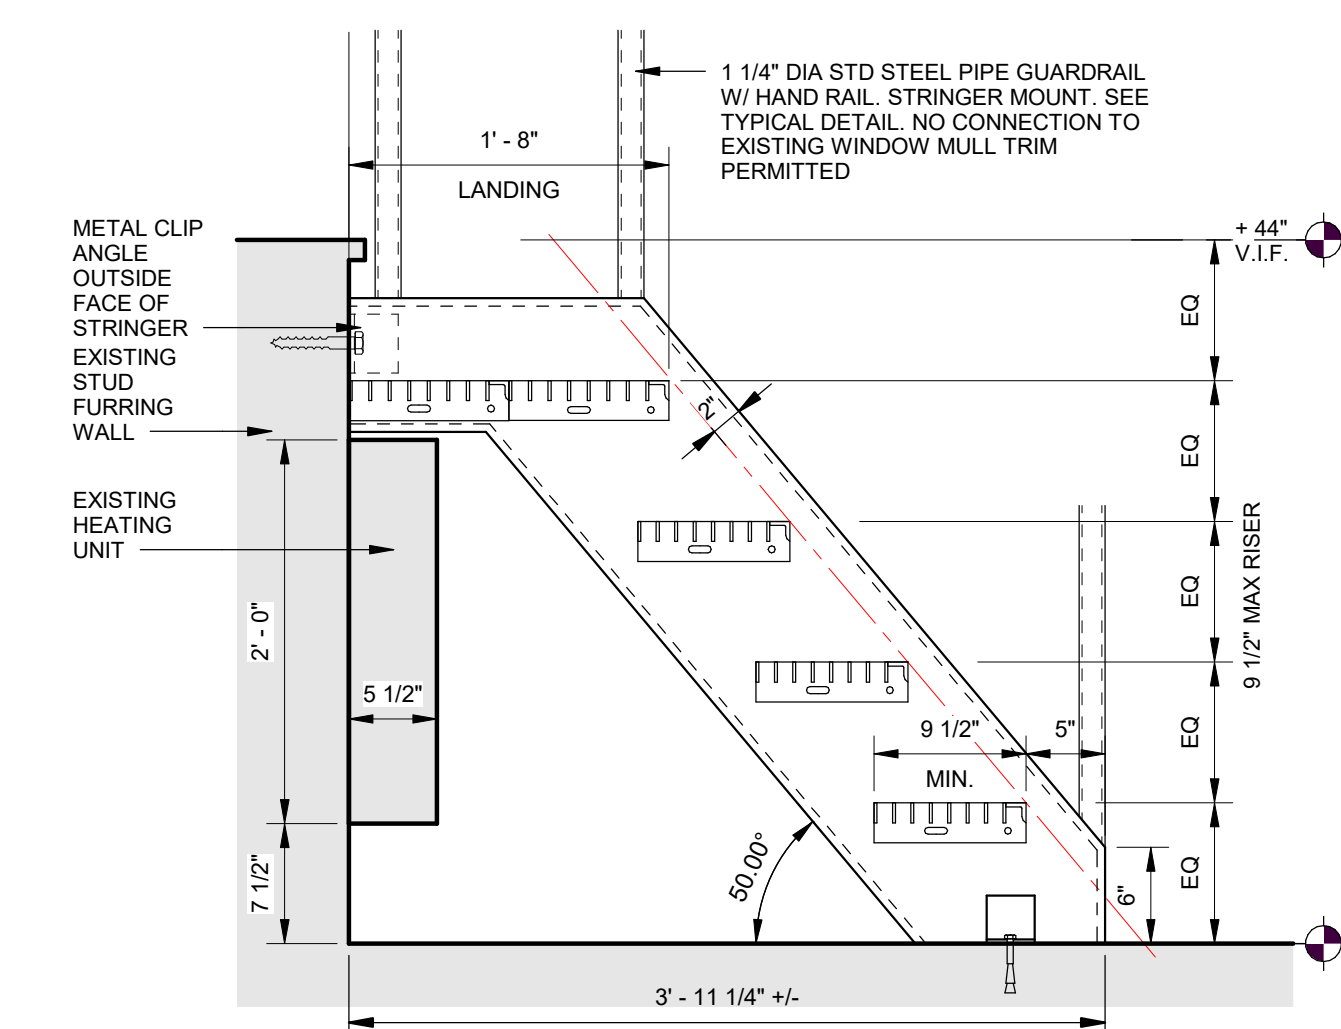 1 1/4" DIA STD STEEL PIPE GUARDRAIL
W/ HAND RAIL. STRINGER MOUNT. SEE
TYPICAL DETAIL. NO CONNECTION TO
EXISTING WINDOW MULL TRIM
PERMITTED
1' - 8"
LANDING
METAL CLIP
ANGLE
OUTSIDE
FACE OF
STRINGER
EXISTING
STUD
FURRING
WALL
EXISTING
HEATING
UNIT
+ 44"
V.I.F.
EQ
EQ
EQ
EQ
EQ
9 1/2" MAX RISER
2"
2' - 0"
5 1/2"
7 1/2"
9 1/2"
MIN.
5"
50.00°
6"
3' - 11 1/4" +/-